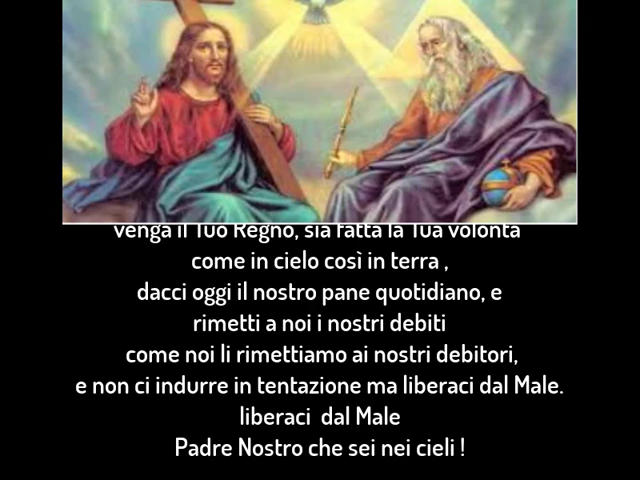 venga il Tuo Regno, sia fatta la Tua volontà
come in cielo così in terra ,
dacci oggi il nostro pane quotidiano, e
rimetti a noi i nostri debiti
come noi li rimettiamo ai nostri debitori,
e non ci indurre in tentazione ma liberaci dal Male.
liberaci  dal Male
Padre Nostro che sei nei cieli !